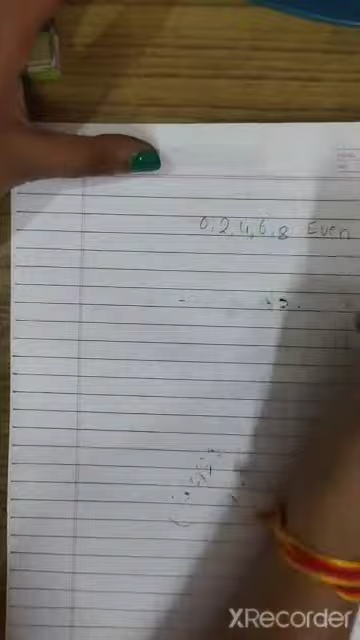 0, 2, 4, 6, 8 Even
XRecorder